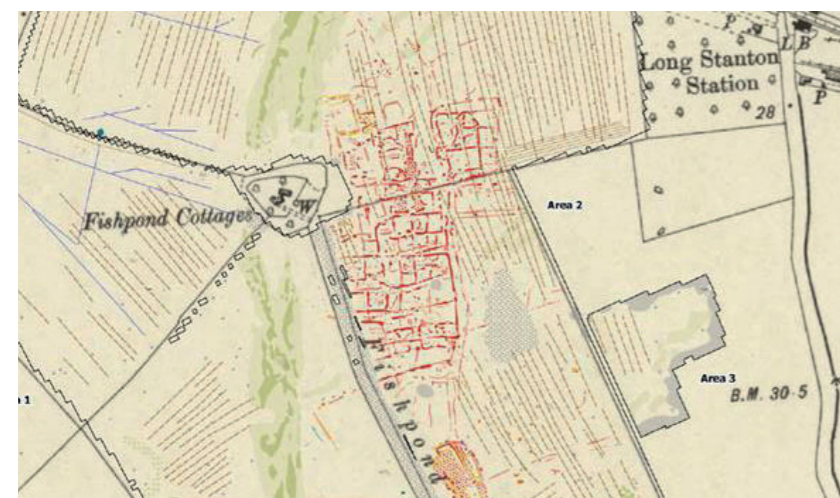 P.
L B
Long Stanton
Station
P
28
Area 2
W
Fishpond Cottages
Fishpond
Area 3
B.M. 30·5
a 1